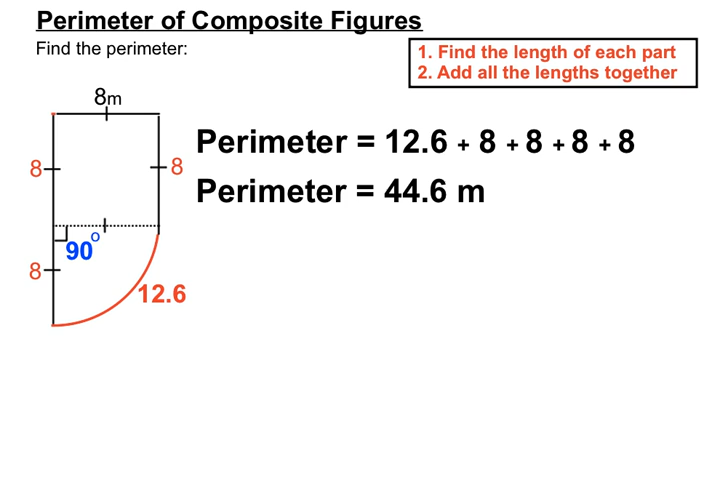 Perimeter of Composite Figures
Find the perimeter:
1. Find the length of each part
2. Add all the lengths together
8m
8
8
Perimeter = 12.6 + 8 + 8 + 8 + 8
Perimeter = 44.6 m
90°
8
12.6